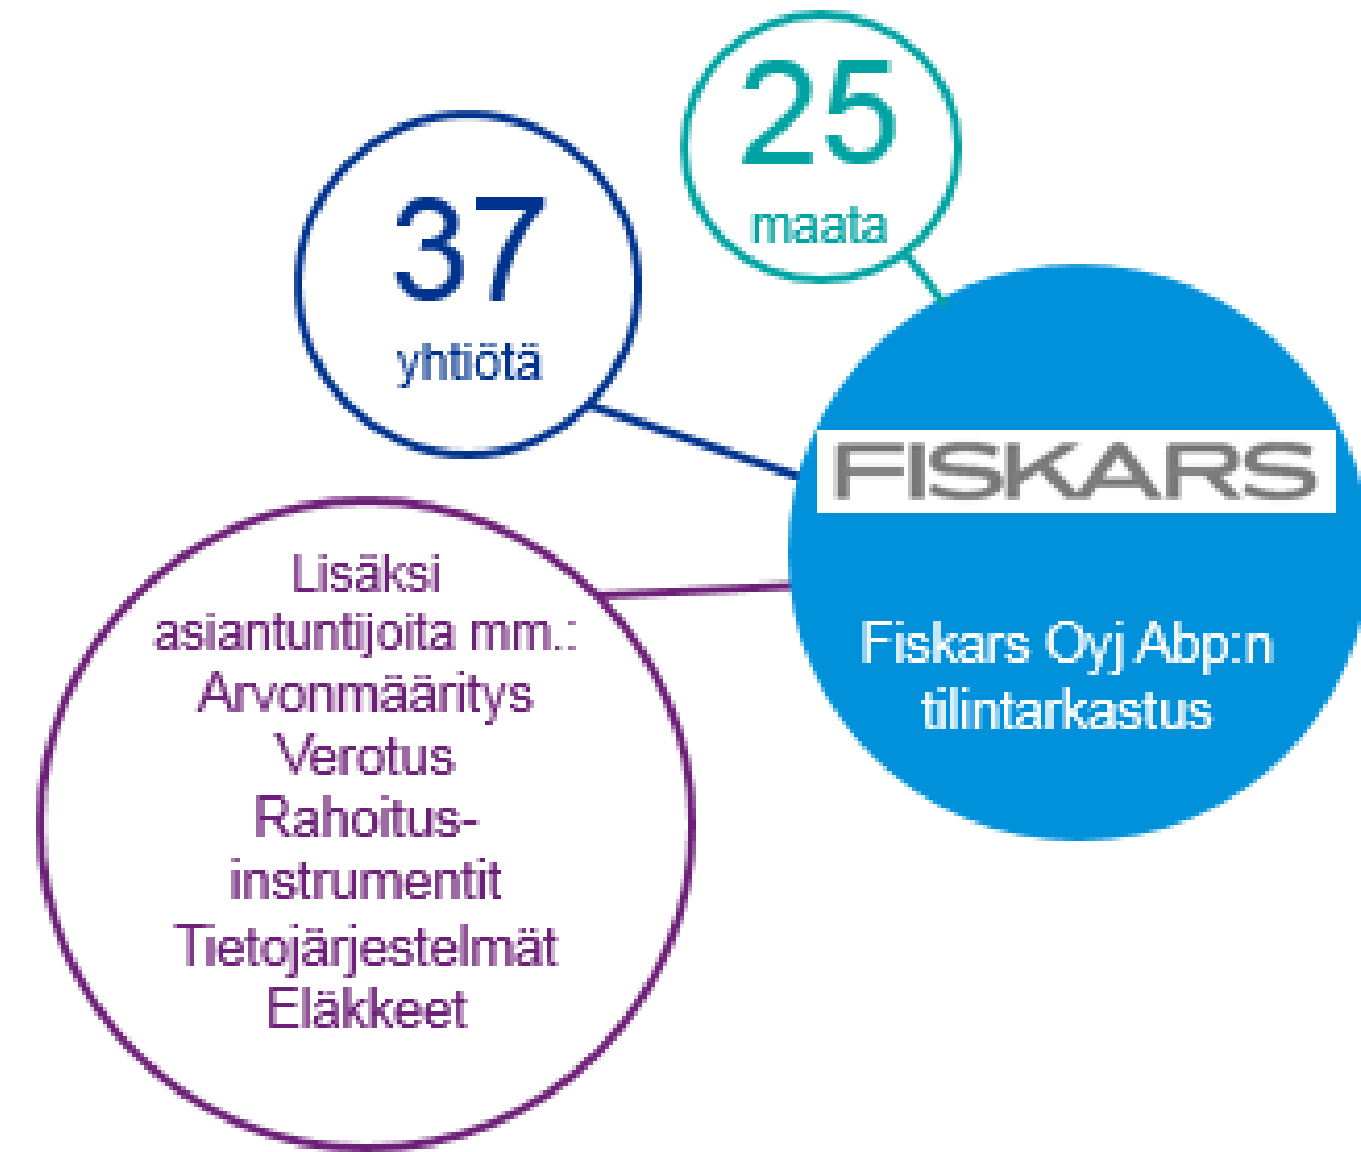 25
maata
37
yhtiötä
FISKARS
Fiskars Oyj Abp:n
tilintarkastus
Lisäksi
asiantuntijoita mm.:
Arvonmääritys
Verotus
Rahoitus-
instrumentit
Tietojärjestelmät
Eläkkeet